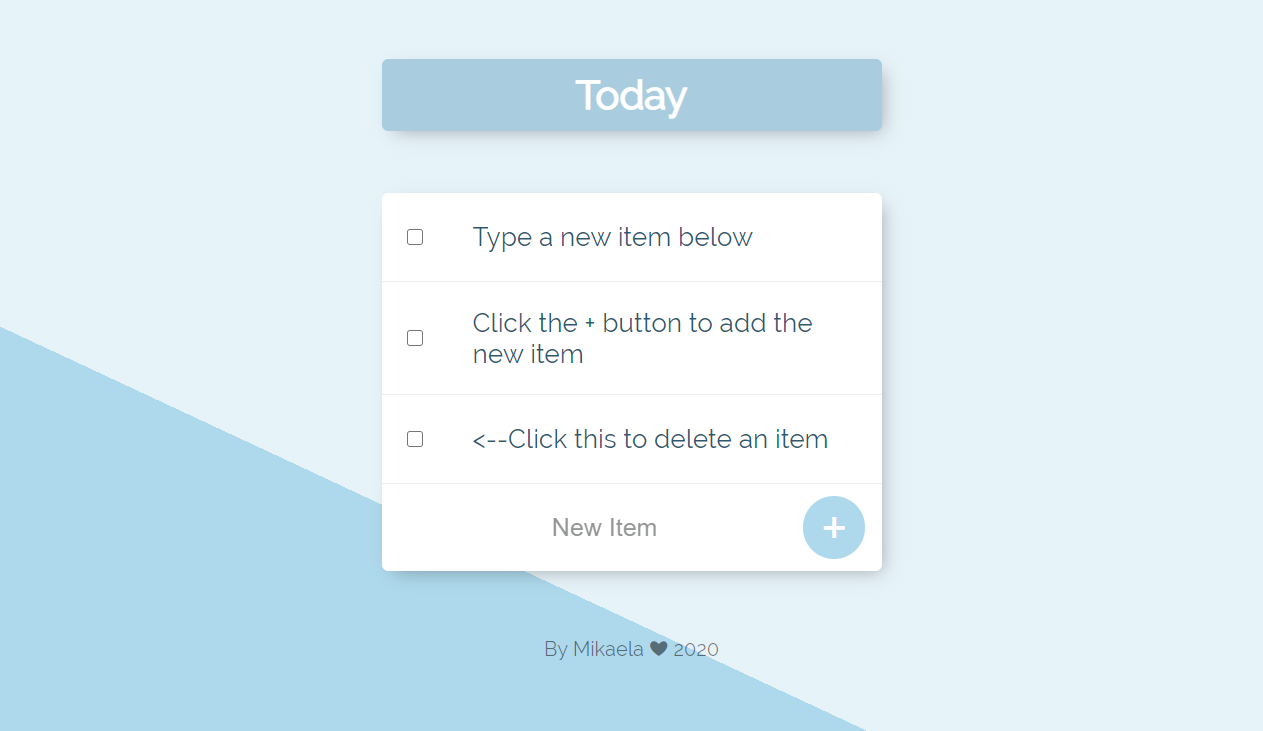 Today
Type a new item below
Click the + button to add the
new item
<--Click this to delete an item
New Item +
By Mikaela ♥ 2020